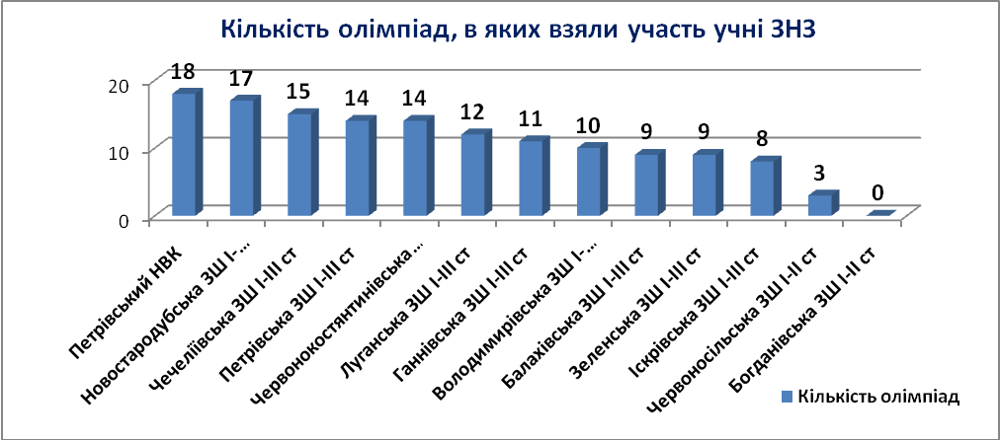 Кількість олімпіад, в яких взяли участь учні ЗНЗ
20
10
0
18
17
15
14
14
12
11
10
9
9
8
3
0
Петрівський НВК
Новостародубська ЗШ І-...
Чечеліївська ЗШ І-ІІІ ст
Петрівська ЗШ І-ІІІ ст
Червонокостянтинівська...
Луганська ЗШ І-ІІІ ст
Ганнівська ЗШ І-ІІІ ст
Володимирівська ЗШ І-...
Балахівська ЗШ І-ІІІ ст
Зеленська ЗШ І-ІІІ ст
Іскрівська ЗШ І-ІІІ ст
Червоносільська ЗШ І-ІІ ст
Богданівська ЗШ І-ІІ ст
Кількість олімпіад